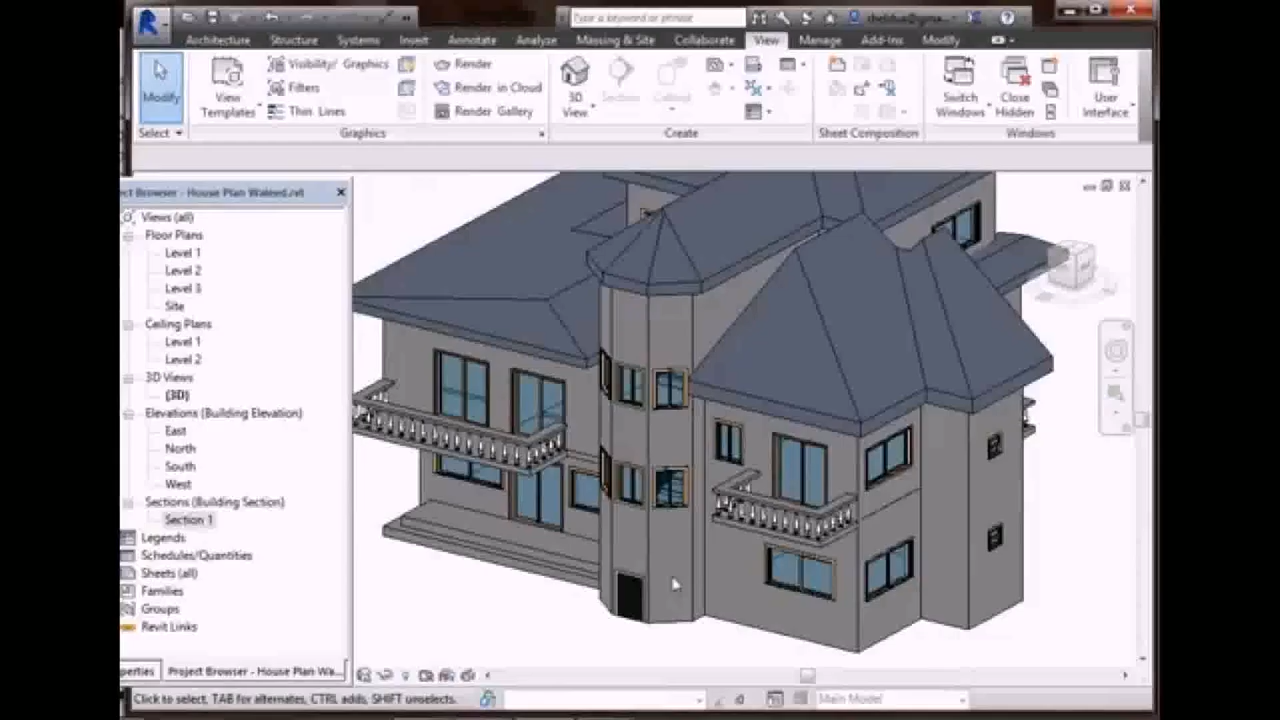 Type a keyword or phrase
Architecture Structure Systems Insert Annotate Analyze Massing & Site Collaborate View Manage Add-Ins Modify
Modify
View
Templates
Visibility/ Graphics
Filters
Thin Lines
Render
Render in Cloud
Render Gallery
3D
View
Section
Callout
Switch
Windows
Close
Hidden
User
Interface
Select Graphics Create Sheet Composition Windows
ct Browser - House Plan Waleed.rvt
Views (all)
Floor Plans
Level 1
Level 2
Level 3
Site
Ceiling Plans
Level 1
Level 2
3D Views
{3D}
Elevations (Building Elevation)
East
North
South
West
Sections (Building Section)
Section 1
Legends
Schedules/Quantities
Sheets (all)
Families
Groups
Revit Links
perties Project Browser - House Plan Wa...
Click to select, TAB for alternates, CTRL adds, SHIFT unselects.
Main Model